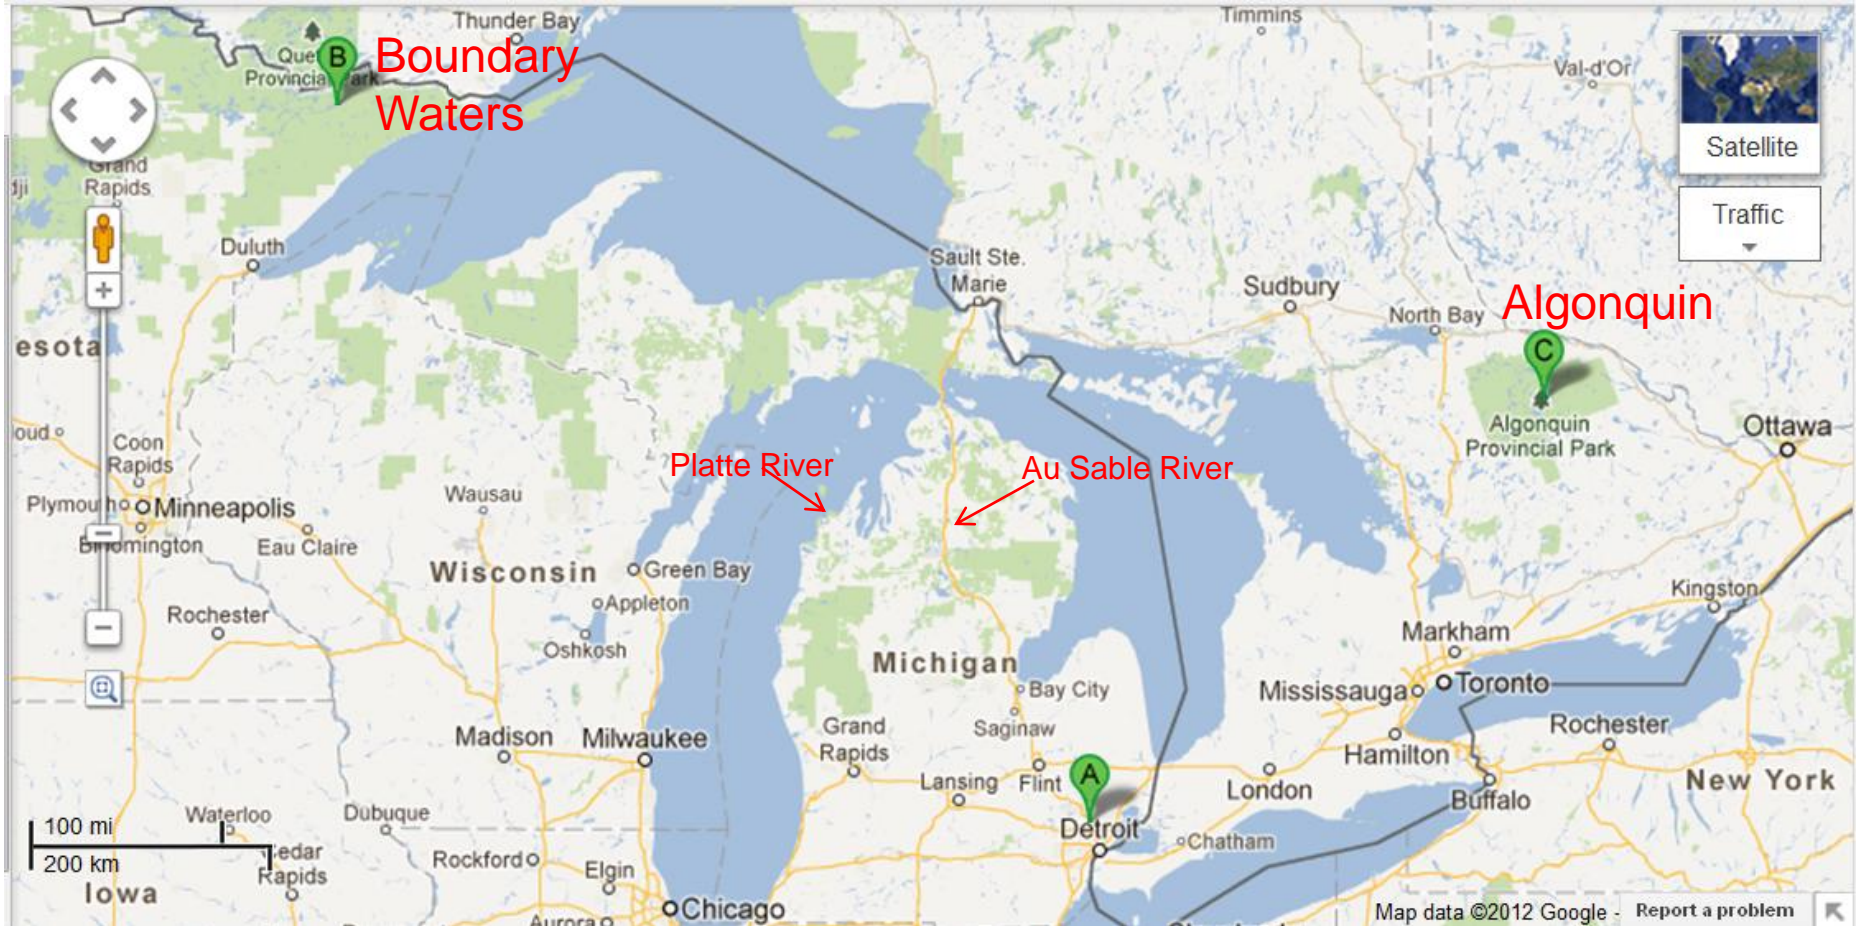 Thunder Bay
Timmins
Boundary
Waters
B
Provincial Park
Val-d'Or
Satellite
Traffic
Grand
Rapids
Duluth
Sault Ste.
Marie
Sudbury
North Bay
Algonquin
C
esota
Algonquin
Provincial Park
Ottawa
Coon
Rapids
Platte River
Au Sable River
Wausau
Minneapolis
Eau Claire
Wisconsin
Green Bay
Appleton
Kingston
Rochester
Oshkosh
Markham
Michigan
Bay City
Mississauga
Toronto
Saginaw
Grand
Rapids
Madison
Milwaukee
Rochester
Hamilton
Lansing
Flint
A
London
New York
Buffalo
Detroit
Chatham
Waterloo
Dubuque
100 mi
200 km
Rapids
Rockford
Elgin
Iowa
Chicago
Map data ©2012 Google -
Report a problem